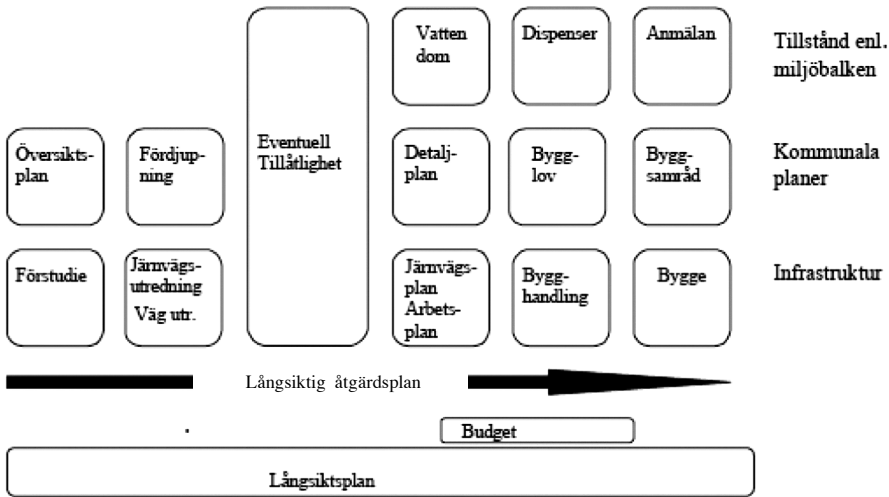 Vatten
dom
Dispenser
Anmälan
Tillstånd enl.
miljöbalken
Översikts-
plan
Fördjup-
ning
Eventuell
Tillåtlighet
Detalj-
plan
Bygg-
lov
Bygg-
samråd
Kommunala
planer
Förstudie
Järnvägs-
utredning
Väg utr.
Järnvägs-
plan
Arbets-
plan
Bygg-
handling
Bygge
Infrastruktur
Långsiktig åtgärdsplan
Budget
Långsiktsplan